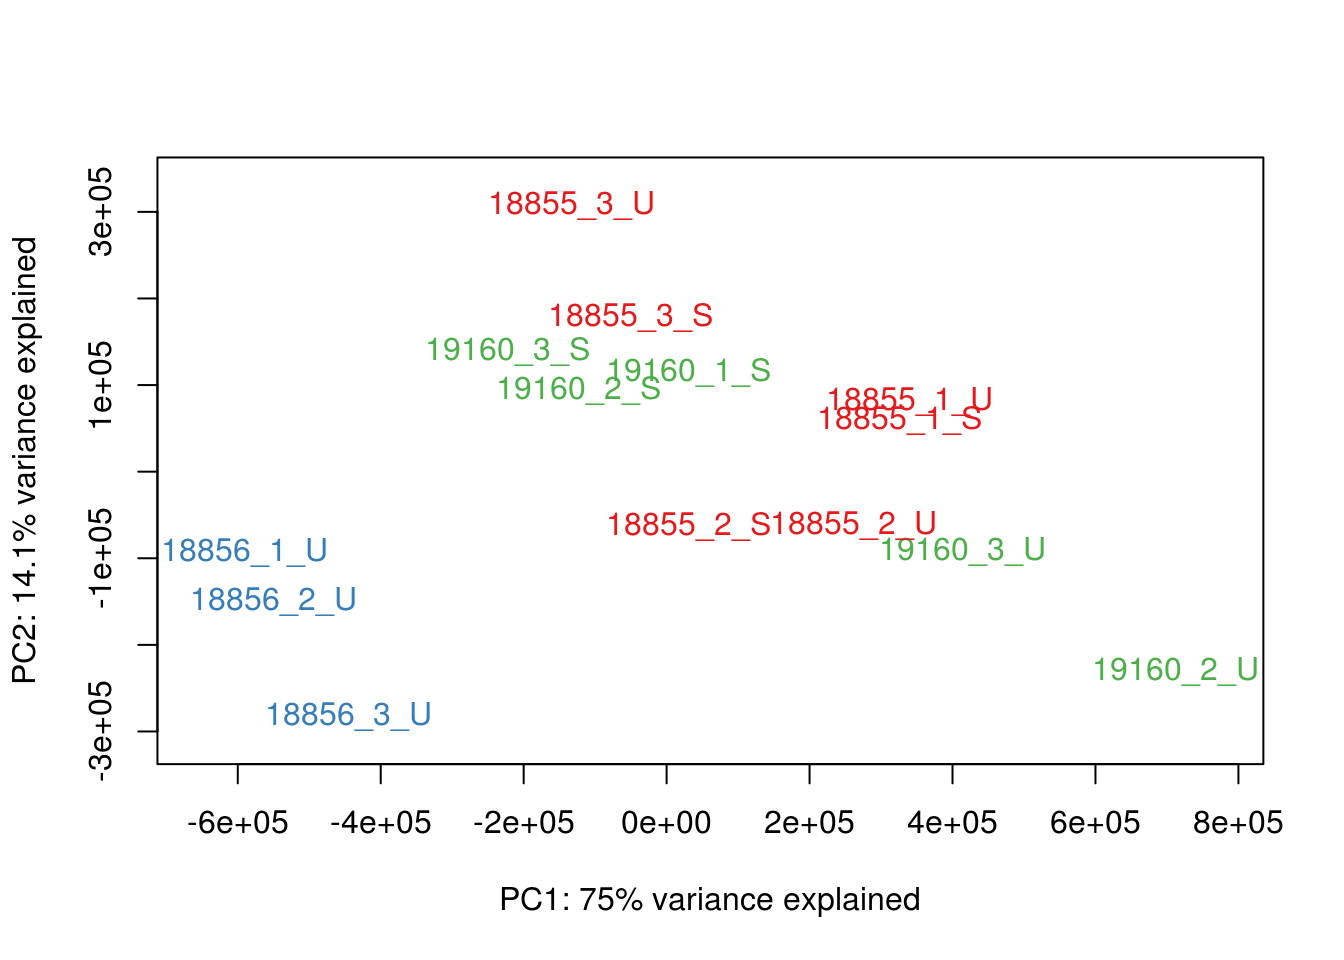 18855_3_U
18855_3_S
19160_3_S
19160_1_S
19160_2_S
18855_1_U
18855_1_S
18855_2_S
18855_2_U
18856_1_U
19160_3_U
18856_2_U
19160_2_U
18856_3_U
3e+05
1e+05
-1e+05
-3e+05
PC2: 14.1% variance explained
-6e+05 -4e+05 -2e+05 0e+00 2e+05 4e+05 6e+05 8e+05
PC1: 75% variance explained